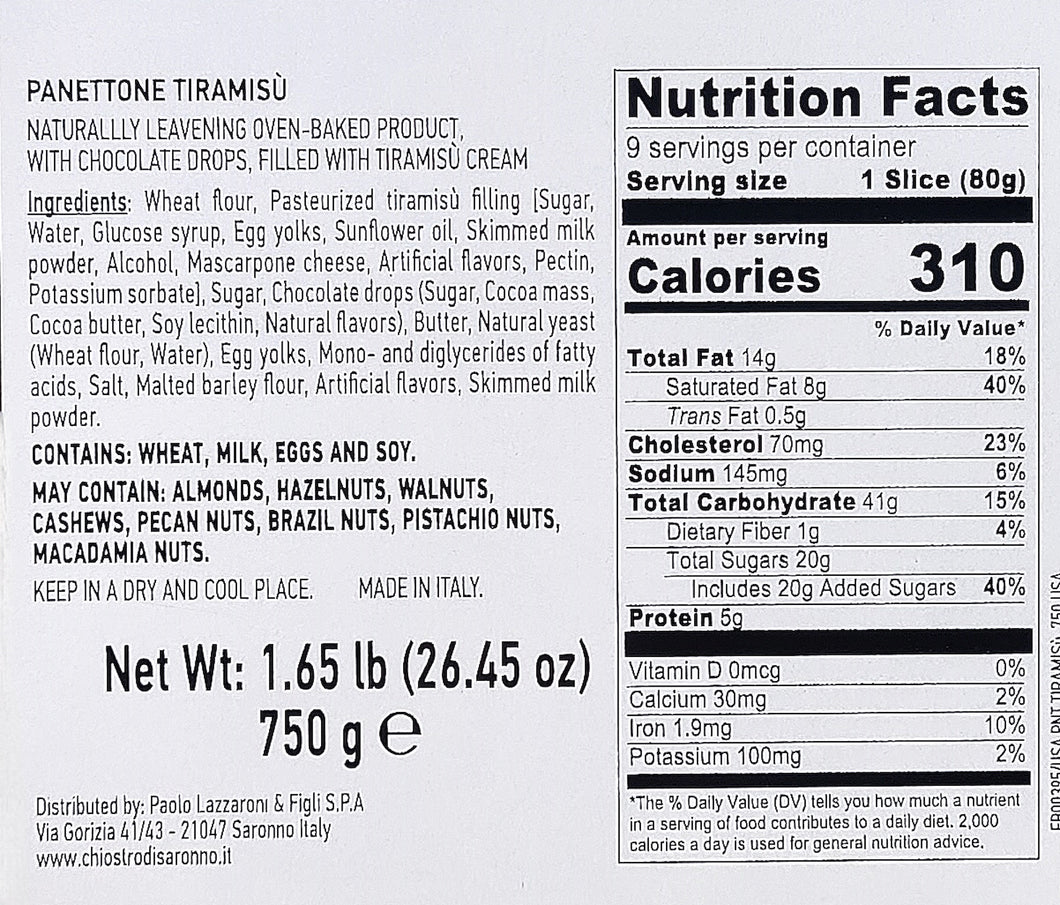 PANETTONE TIRAMISÙ
NATURALLLY LEAVENING OVEN-BAKED PRODUCT,
WITH CHOCOLATE DROPS, FILLED WITH TIRAMISÙ CREAM
Ingredients: Wheat flour, Pasteurized tiramisù filling [Sugar,
Water, Glucose syrup, Egg yolks, Sunflower oil, Skimmed milk
powder, Alcohol, Mascarpone cheese, Artificial flavors, Pectin,
Potassium sorbate], Sugar, Chocolate drops (Sugar, Cocoa mass,
Cocoa butter, Soy lecithin, Natural flavors), Butter, Natural yeast
(Wheat flour, Water), Egg yolks, Mono- and diglycerides of fatty
acids, Salt, Malted barley flour, Artificial flavors, Skimmed milk
powder.
CONTAINS: WHEAT, MILK, EGGS AND SOY.
MAY CONTAIN: ALMONDS, HAZELNUTS, WALNUTS,
CASHEWS, PECAN NUTS, BRAZIL NUTS, PISTACHIO NUTS,
MACADAMIA NUTS.
KEEP IN A DRY AND COOL PLACE. MADE IN ITALY.
Net Wt: 1.65 lb (26.45 oz)
750 g ℮
Distributed by: Paolo Lazzaroni & Figli S.P.A
Via Gorizia 41/43 - 21047 Saronno Italy
www.chiostrodisaronno.it
Nutrition Facts
9 servings per container
Serving size 1 Slice (80g)
Amount per serving
Calories 310
% Daily Value*
Total Fat 14g 18%
Saturated Fat 8g 40%
Trans Fat 0.5g
Cholesterol 70mg 23%
Sodium 145mg 6%
Total Carbohydrate 41g 15%
Dietary Fiber 1g 4%
Total Sugars 20g
Includes 20g Added Sugars 40%
Protein 5g
Vitamin D 0mcg 0%
Calcium 30mg 2%
Iron 1.9mg 10%
Potassium 100mg 2%
*The % Daily Value (DV) tells you how much a nutrient
in a serving of food contributes to a daily diet. 2,000
calories a day is used for general nutrition advice.